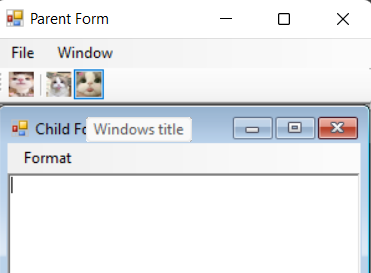 Parent Form
File Window
Child Fo
Windows title
Format